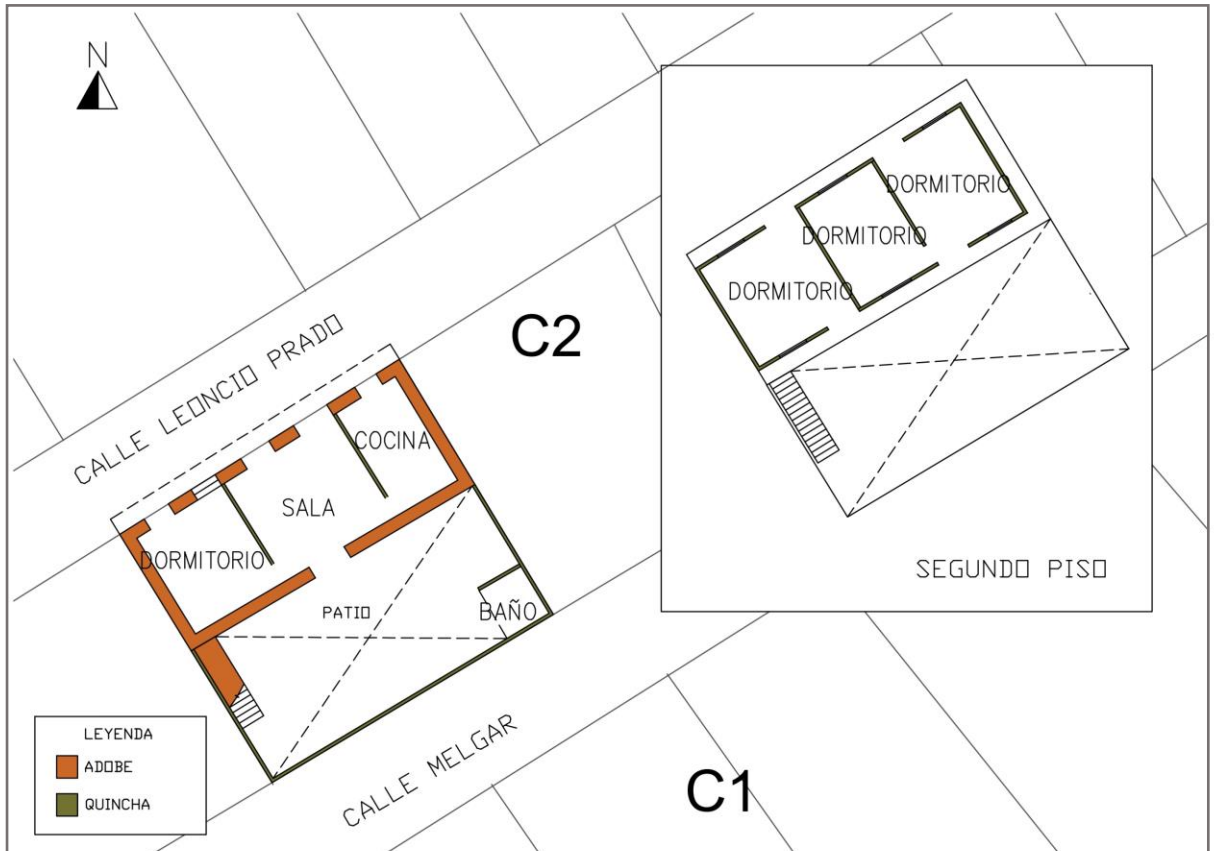 N
DORMITORIO
DORMITORIO
DORMITORIO
SEGUNDO PISO
C2
CALLE LEONCIO PRADO
COCINA
SALA
DORMITORIO
PATIO
BAÑO
CALLE MELGAR
C1
LEYENDA
ADOBE
QUINCHA